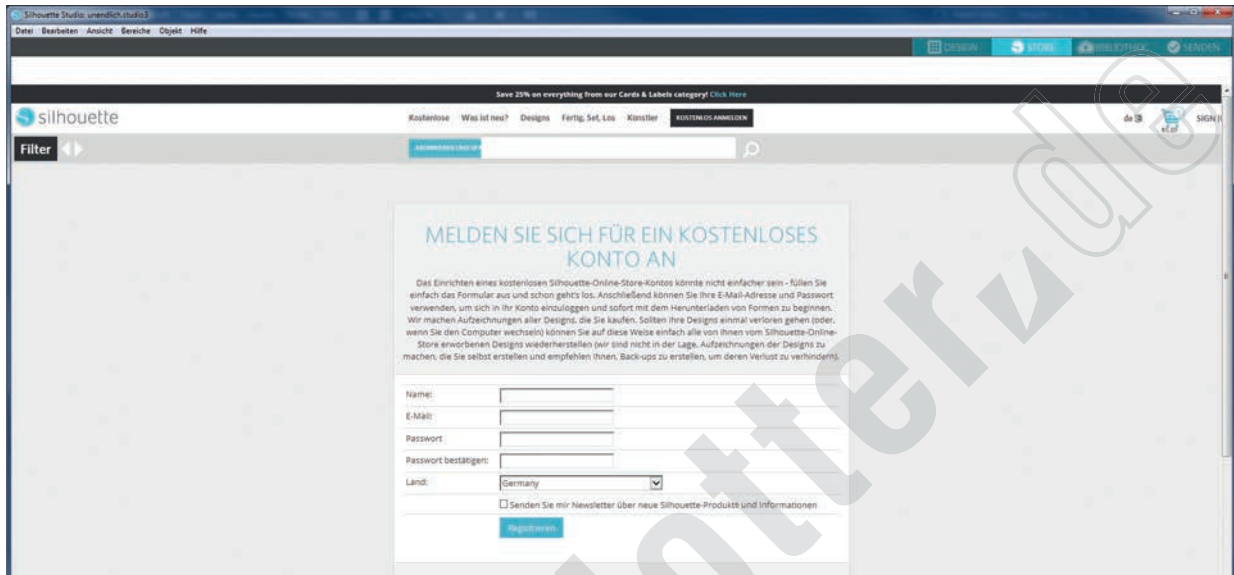 Silhouette Studio: unendlich.studio3
Datei Bearbeiten Ansicht Bereiche Objekt Hilfe
DESIGN STORE BIBLIOTHEK SENDEN
Save 25% on everything from our Cards & Labels category! Click Here
silhouette
Kostenlose Was ist neu? Designs Fertig, Set, Los Künstler KOSTENLOS ANMELDEN
de SIGN I
Filter
MELDEN SIE SICH FÜR EIN KOSTENLOSES
KONTO AN
Das Einrichten eines kostenlosen Silhouette-Online-Store-Kontos könnte nicht einfacher sein - füllen Sie
einfach das Formular aus und schon geht's los. Anschließend können Sie Ihre E-Mail-Adresse und Passwort
verwenden, um sich in Ihr Konto einzuloggen und sofort mit dem Herunterladen von Formen zu beginnen.
Wir machen Aufzeichnungen aller Designs, die Sie kaufen. Sollten Ihre Designs einmal verloren gehen (oder,
wenn Sie den Computer wechseln) können Sie auf diese Weise einfach alle von Ihnen vom Silhouette-Online-
Store erworbenen Designs wiederherstellen (wir sind nicht in der Lage, Aufzeichnungen der Designs zu
machen, die Sie selbst erstellen und empfehlen Ihnen, Back-ups zu erstellen, um deren Verlust zu verhindern).
Name:
E-Mail:
Passwort
Passwort bestätigen:
Land: Germany
Senden Sie mir Newsletter über neue Silhouette-Produkte und Informationen
Registrieren